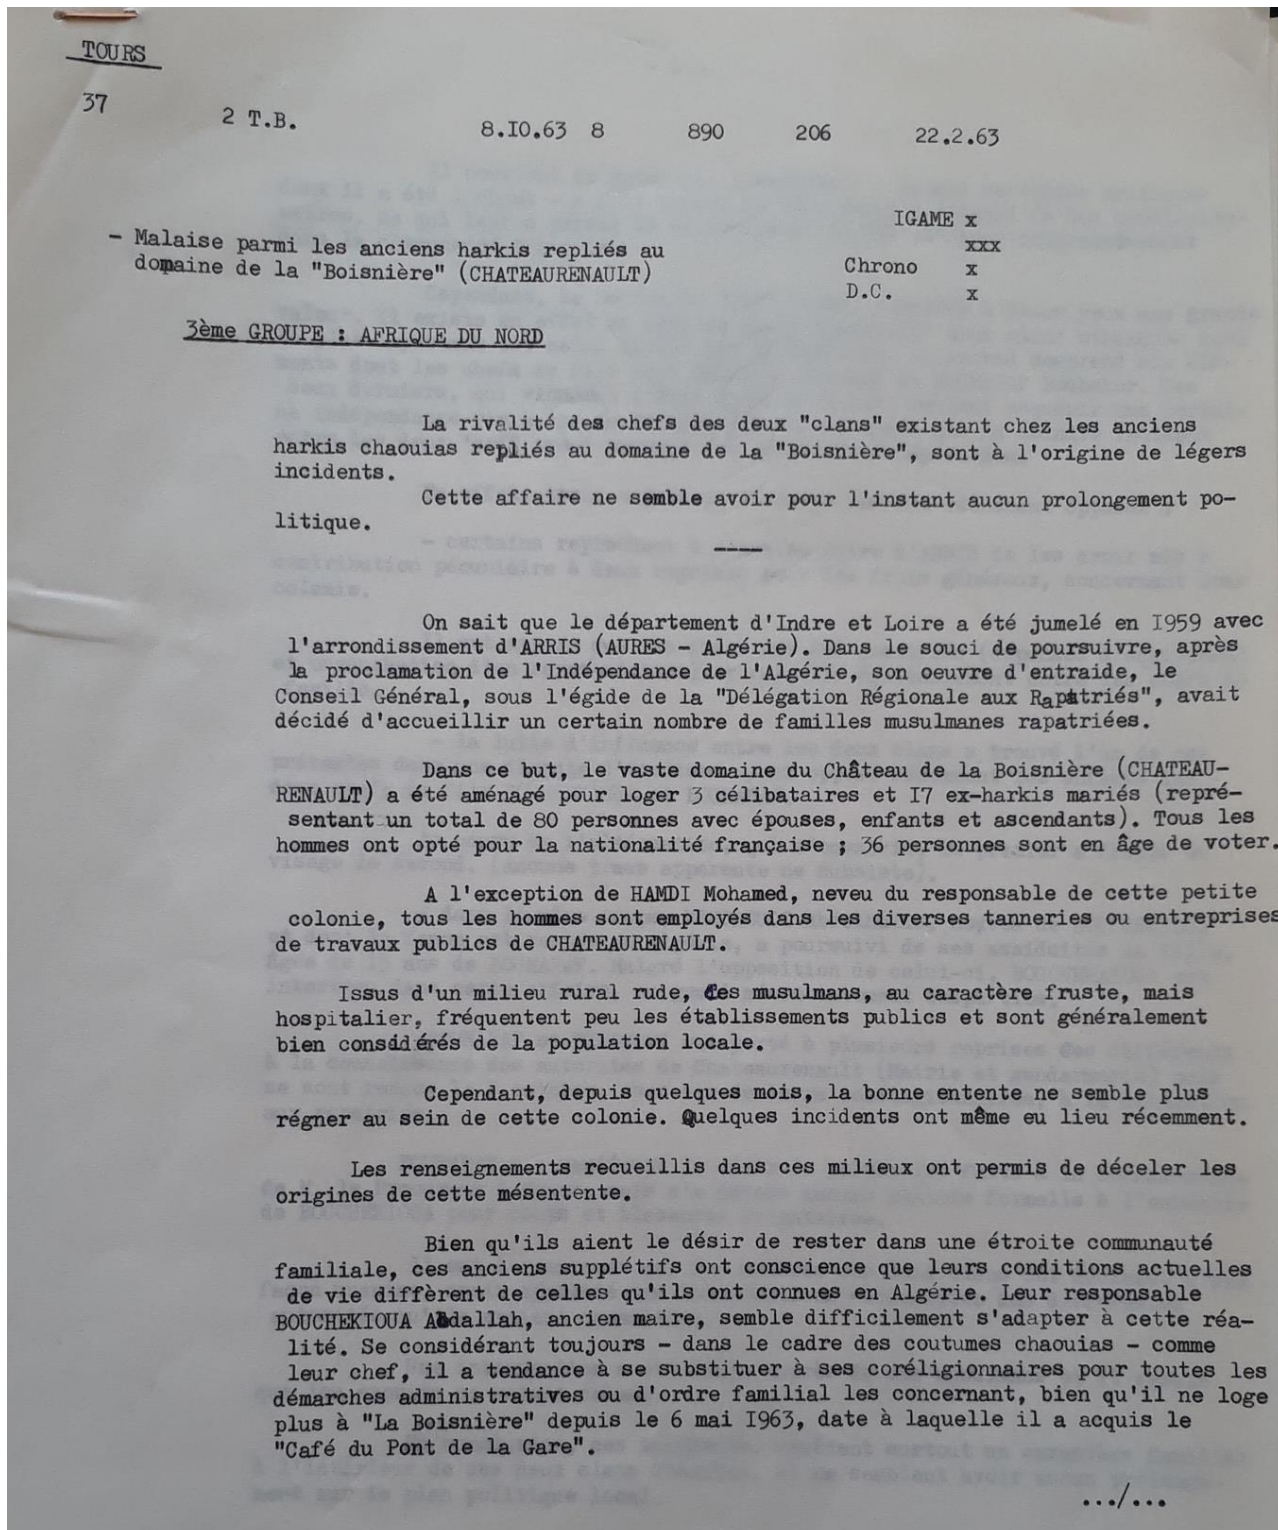 TOURS
37
2 T.B. 8.I0.63 8 890 206 22.2.63
IGAME x
xxx
Chrono x
D.C. x
- Malaise parmi les anciens harkis repliés au
domaine de la "Boisnière" (CHATEAURENAULT)
3ème GROUPE : AFRIQUE DU NORD
La rivalité des chefs des deux "clans" existant chez les anciens
harkis chaouias repliés au domaine de la "Boisnière", sont à l'origine de légers
incidents.
Cette affaire ne semble avoir pour l'instant aucun prolongement po-
litique.
----
On sait que le département d'Indre et Loire a été jumelé en I959 avec
l'arrondissement d'ARRIS (AURES - Algérie). Dans le souci de poursuivre, après
la proclamation de l'Indépendance de l'Algérie, son oeuvre d'entraide, le
Conseil Général, sous l'égide de la "Délégation Régionale aux Rapatriés", avait
décidé d'accueillir un certain nombre de familles musulmanes rapatriées.
Dans ce but, le vaste domaine du Château de la Boisnière (CHATEAU-
RENAULT) a été aménagé pour loger 3 célibataires et I7 ex-harkis mariés (repré-
sentant un total de 80 personnes avec épouses, enfants et ascendants). Tous les
hommes ont opté pour la nationalité française ; 36 personnes sont en âge de voter.
A l'exception de HAMDI Mohamed, neveu du responsable de cette petite
colonie, tous les hommes sont employés dans les diverses tanneries ou entreprises
de travaux publics de CHATEAURENAULT.
Issus d'un milieu rural rude, ces musulmans, au caractère fruste, mais
hospitalier, fréquentent peu les établissements publics et sont généralement
bien considérés de la population locale.
Cependant, depuis quelques mois, la bonne entente ne semble plus
régner au sein de cette colonie. Quelques incidents ont même eu lieu récemment.
Les renseignements recueillis dans ces milieux ont permis de déceler les
origines de cette mésentente.
Bien qu'ils aient le désir de rester dans une étroite communauté
familiale, ces anciens supplétifs ont conscience que leurs conditions actuelles
de vie diffèrent de celles qu'ils ont connues en Algérie. Leur responsable
BOUCHEKIOUA Abdallah, ancien maire, semble difficilement s'adapter à cette réa-
lité. Se considérant toujours - dans le cadre des coutumes chaouias - comme
leur chef, il a tendance à se substituer à ses coréligionnaires pour toutes les
démarches administratives ou d'ordre familial les concernant, bien qu'il ne loge
plus à "La Boisnière" depuis le 6 mai I963, date à laquelle il a acquis le
"Café du Pont de la Gare".
.../...